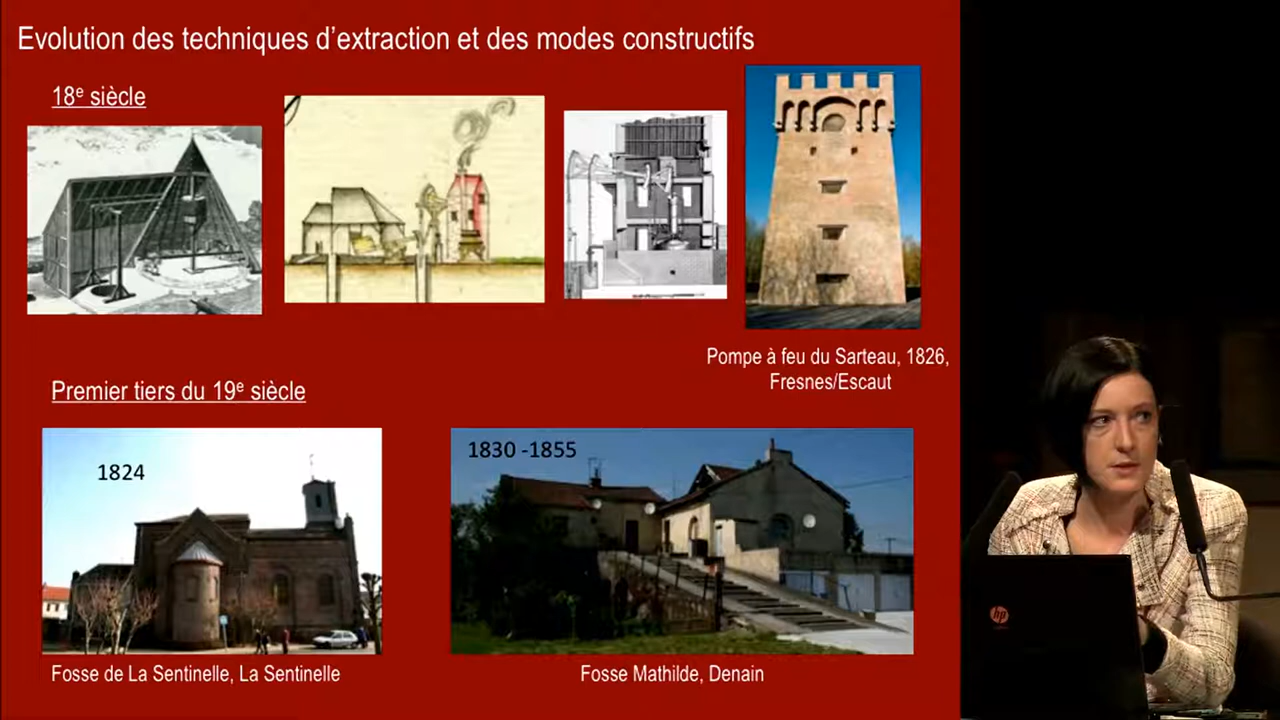 Evolution des techniques d'extraction et des modes constructifs
18e siècle
Pompe à feu du Sarteau, 1826,
Fresnes/Escaut
Premier tiers du 19e siècle
1824
1830 -1855
Fosse de La Sentinelle, La Sentinelle
Fosse Mathilde, Denain
hp